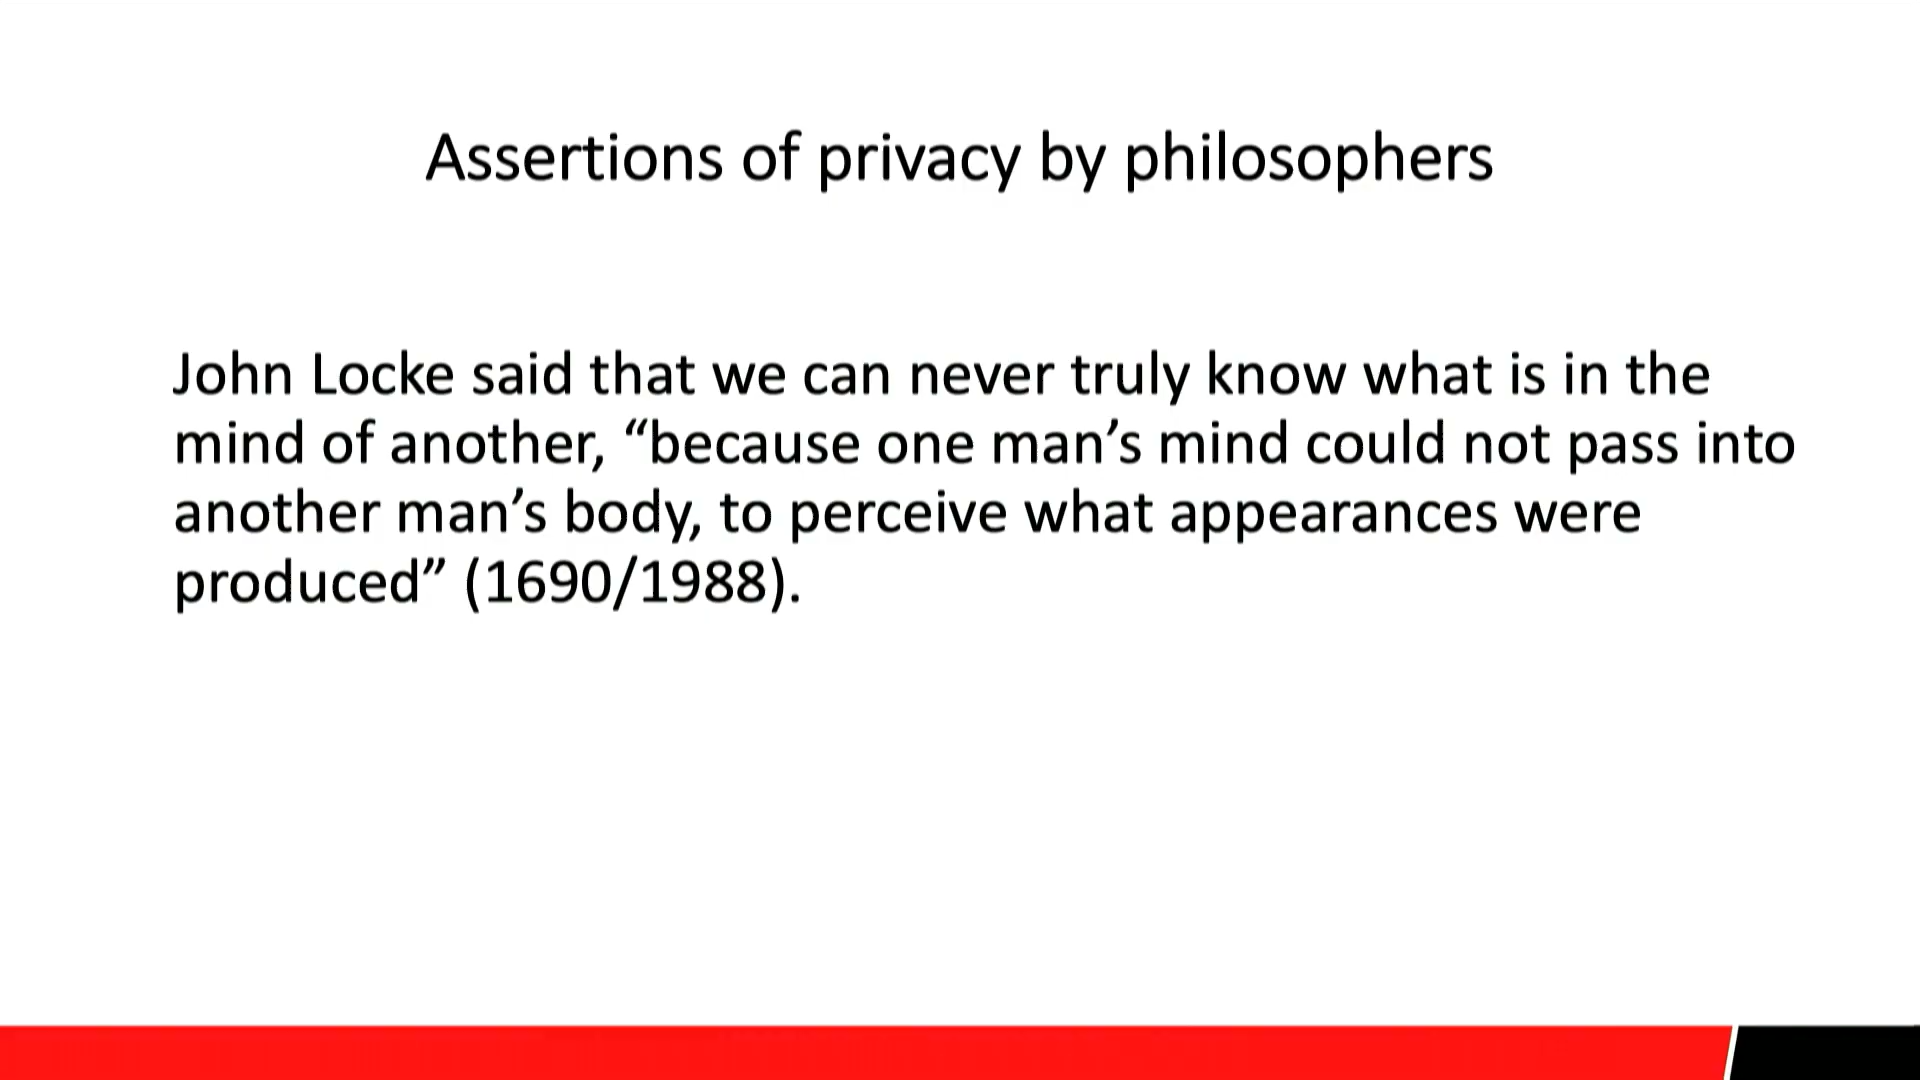 Assertions of privacy by philosophers
John Locke said that we can never truly know what is in the
mind of another, “because one man’s mind could not pass into
another man’s body, to perceive what appearances were
produced” (1690/1988).